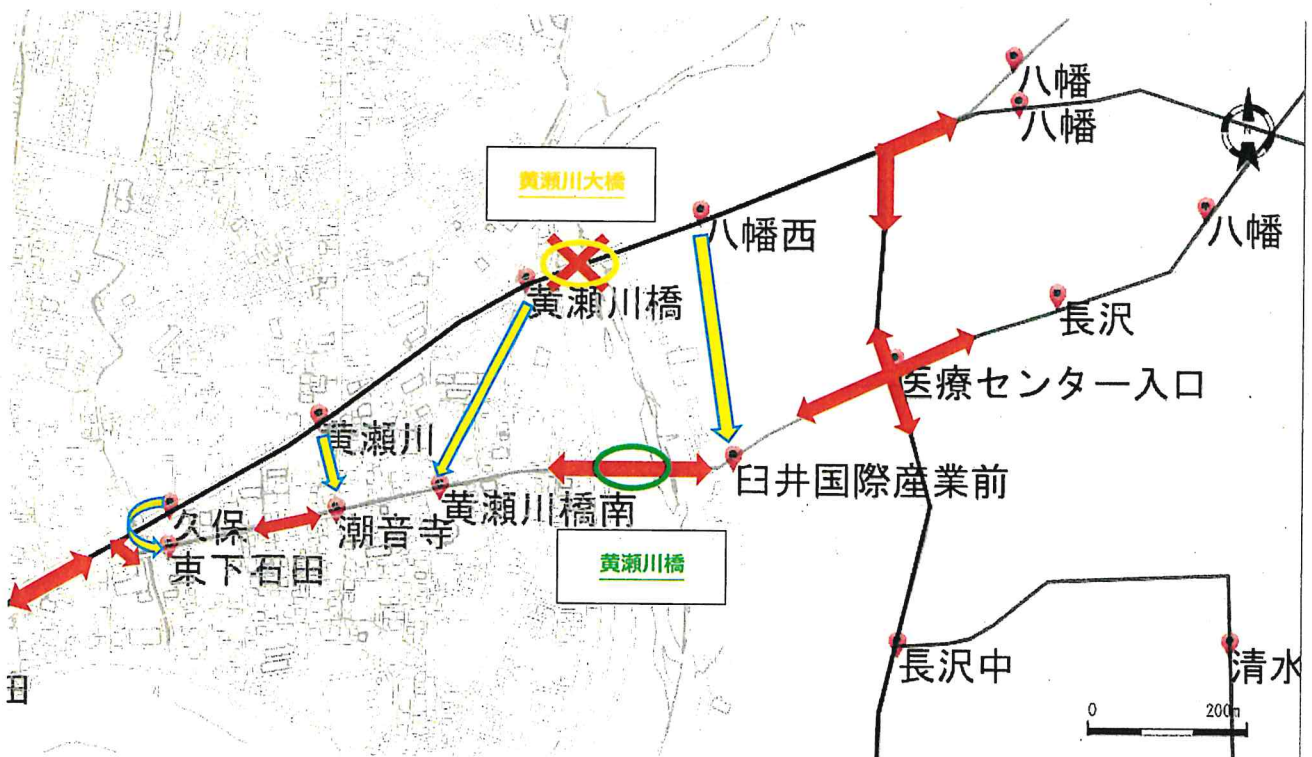 八幡
八幡
黄瀬川大橋
八幡西
八幡
黄瀬川橋
長沢
医療センター入口
黄瀬川
臼井国際産業前
黄瀬川橋南
久保
潮音寺
東下石田
黄瀬川橋
長沢中
清水
田
0
200m